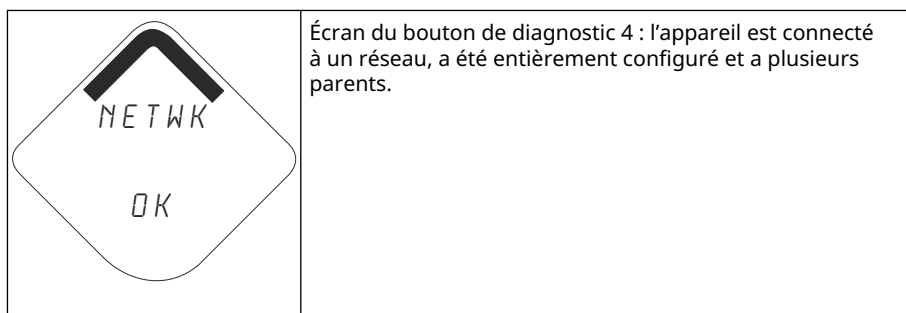 NETWK
OK
Écran du bouton de diagnostic 4 : l’appareil est connecté
à un réseau, a été entièrement configuré et a plusieurs
parents.